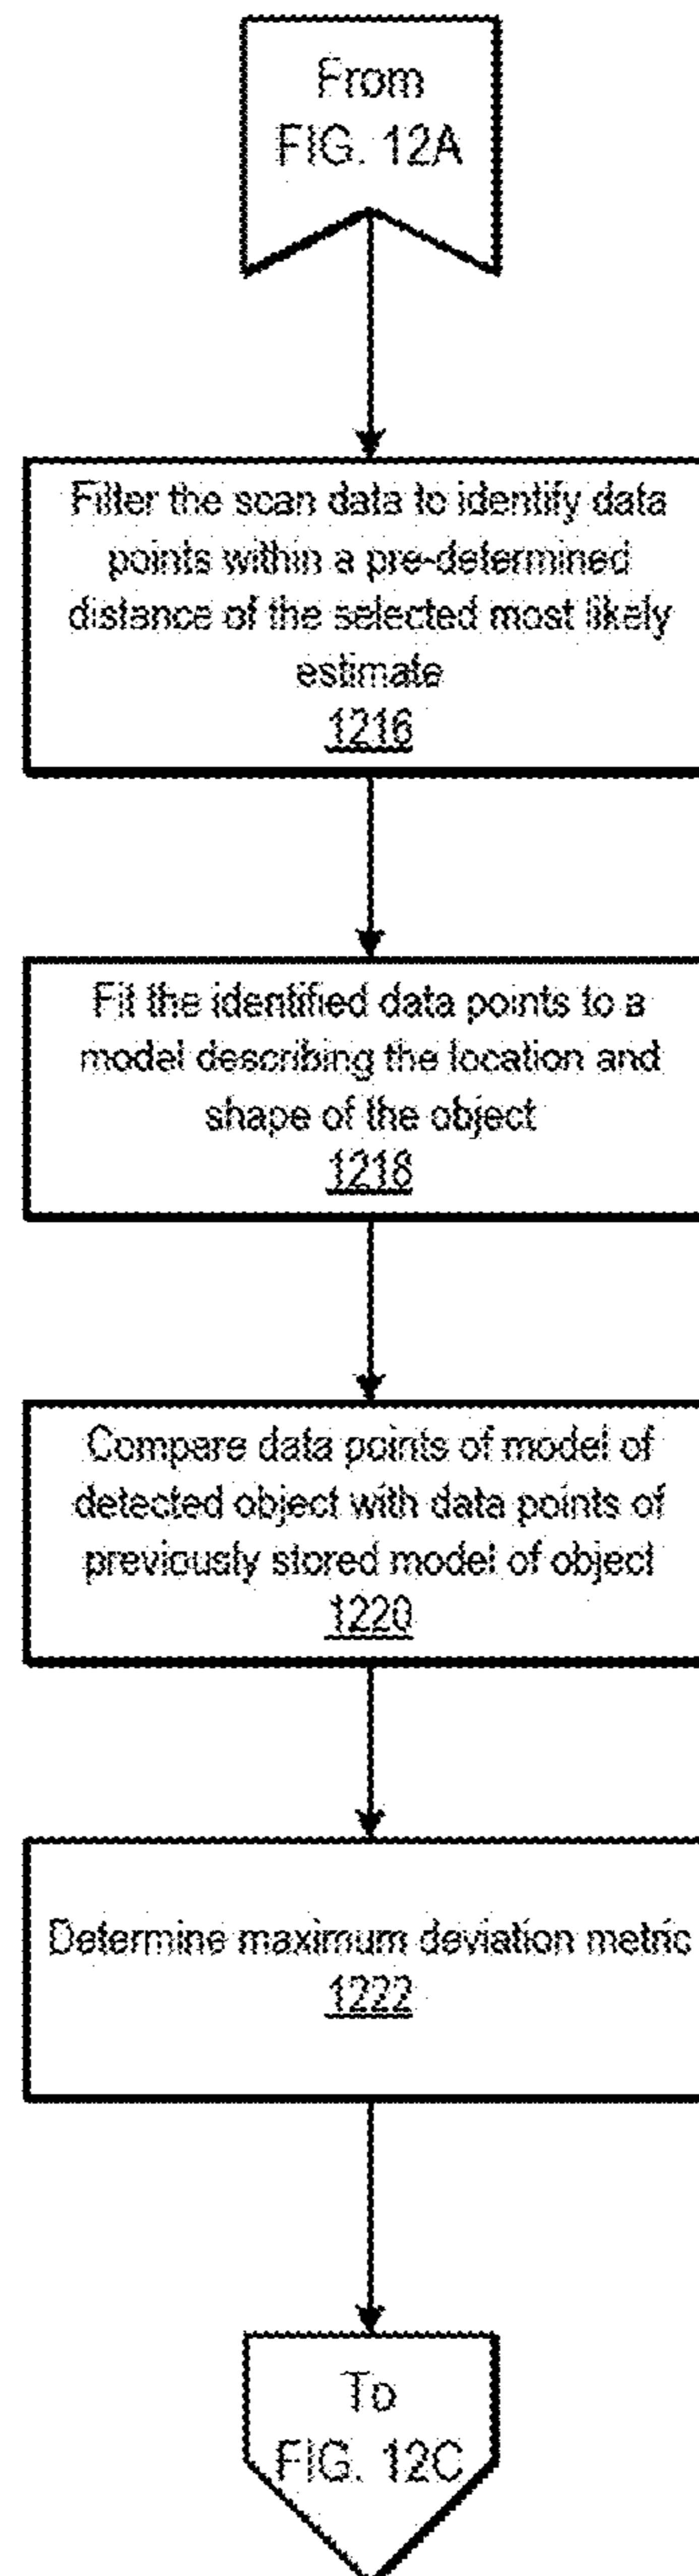 From
FIG. 12A
Filter the scan data to identify data
points within a pre-determined
distance of the selected most likely
estimate
1216
Fit the identified data points to a
model describing the location and
shape of the object
1218
Compare data points of model of
detected object with data points of
previously stored model of object
1220
Determine maximum deviation metric
1222
To
FIG. 12C